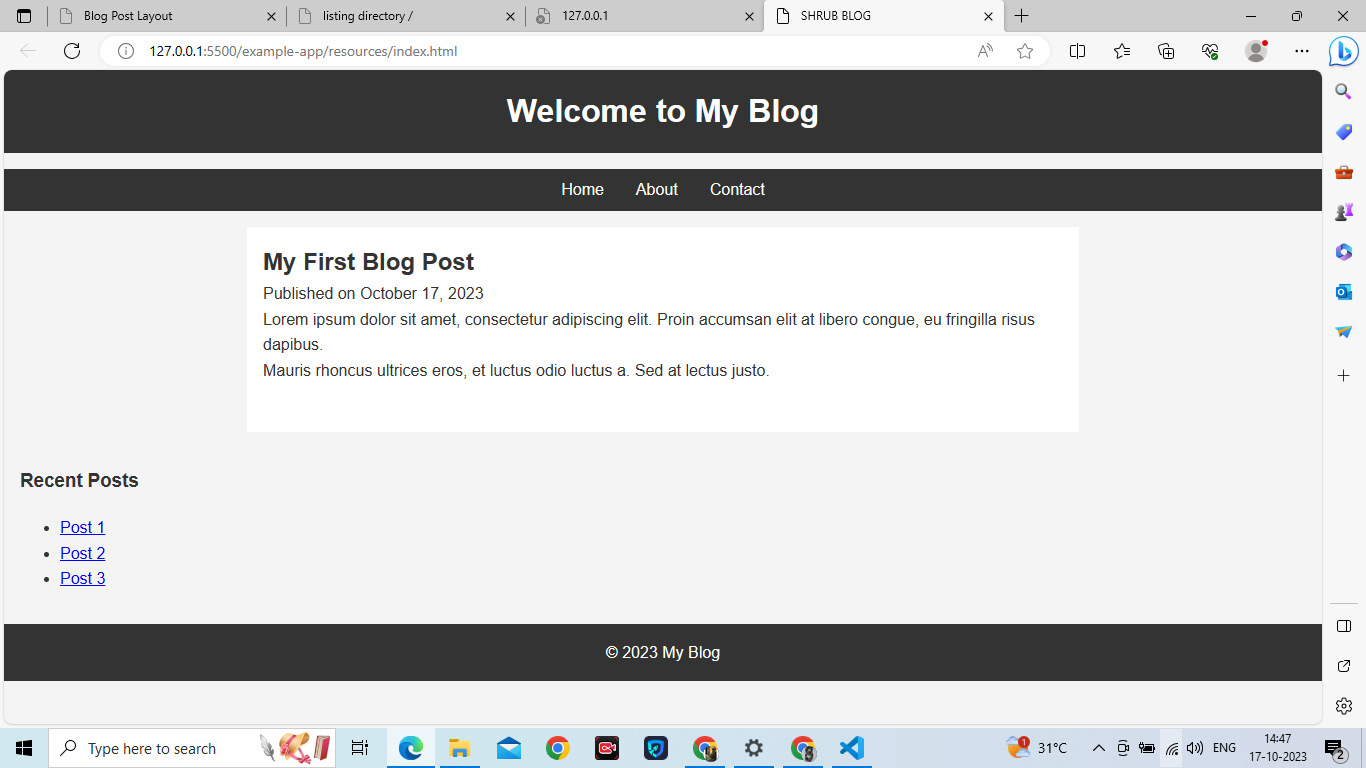 Blog Post Layout
listing directory /
127.0.0.1
SHRUB BLOG
127.0.0.1:5500/example-app/resources/index.html
Welcome to My Blog
Home About Contact
My First Blog Post
Published on October 17, 2023
Lorem ipsum dolor sit amet, consectetur adipiscing elit. Proin accumsan elit at libero congue, eu fringilla risus
dapibus.
Mauris rhoncus ultrices eros, et luctus odio luctus a. Sed at lectus justo.
Recent Posts
Post 1
Post 2
Post 3
© 2023 My Blog
Type here to search
1
31°C
ENG
14:47
17-10-2023
2